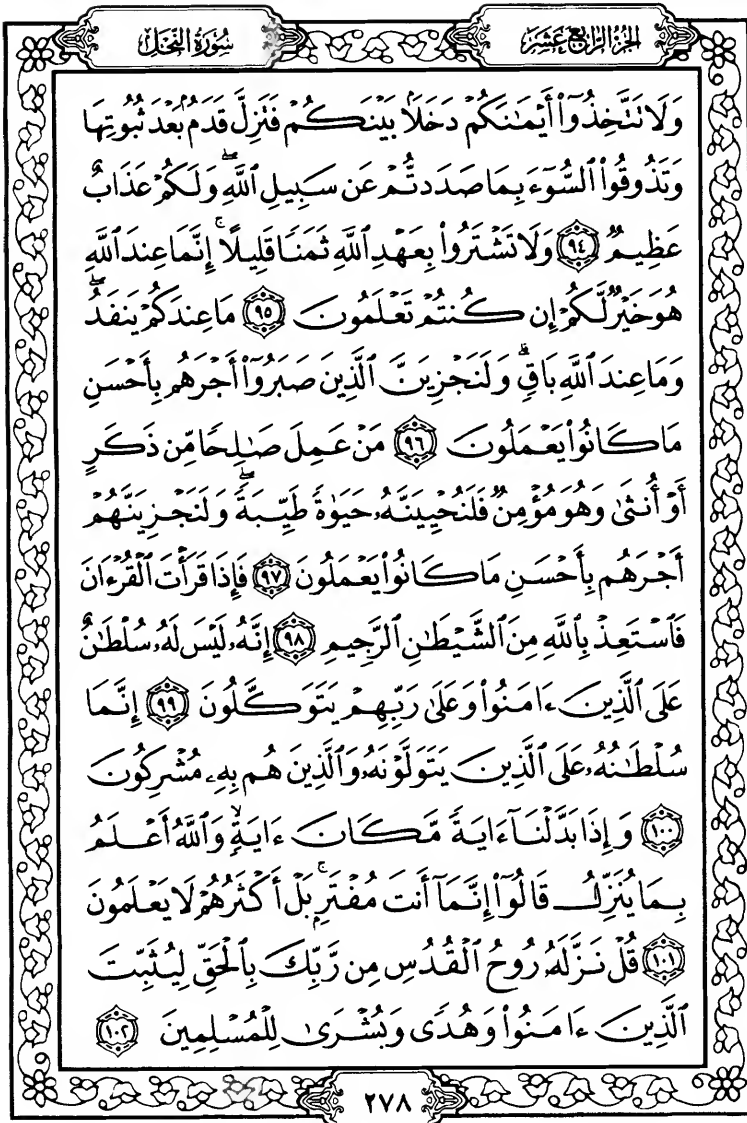 الجزء الرابع عشر
سورة النحل
وَلَا تَتَّخِذُوٓا۟ أَيْمَـٰنَكُمْ دَخَلًۢا بَيْنَكُمْ فَتَزِلَّ قَدَمٌۢ بَعْدَ ثُبُوتِهَا
وَتَذُوقُوا۟ ٱلسُّوٓءَ بِمَا صَدَدتُّمْ عَن سَبِيلِ ٱللَّهِ ۖ وَلَكُمْ عَذَابٌ
عَظِيمٌ ٩٤ وَلَا تَشْتَرُوا۟ بِعَهْدِ ٱللَّهِ ثَمَنًا قَلِيلًا ۚ إِنَّمَا عِندَ ٱللَّهِ
هُوَ خَيْرٌ لَّكُمْ إِن كُنتُمْ تَعْلَمُونَ ٩٥ مَا عِندَكُمْ يَنفَدُ ۖ
وَمَا عِندَ ٱللَّهِ بَاقٍ ۗ وَلَنَجْزِيَنَّ ٱلَّذِينَ صَبَرُوٓا۟ أَجْرَهُم بِأَحْسَنِ
مَا كَانُوا۟ يَعْمَلُونَ ٩٦ مَنْ عَمِلَ صَـٰلِحًا مِّن ذَكَرٍ
أَوْ أُنثَىٰ وَهُوَ مُؤْمِنٌ فَلَنُحْيِيَنَّهُۥ حَيَوٰةً طَيِّبَةً ۖ وَلَنَجْزِيَنَّهُمْ
أَجْرَهُم بِأَحْسَنِ مَا كَانُوا۟ يَعْمَلُونَ ٩٧ فَإِذَا قَرَأْتَ ٱلْقُرْءَانَ
فَٱسْتَعِذْ بِٱللَّهِ مِنَ ٱلشَّيْطَـٰنِ ٱلرَّجِيمِ ٩٨ إِنَّهُۥ لَيْسَ لَهُۥ سُلْطَـٰنٌ
عَلَى ٱلَّذِينَ ءَامَنُوا۟ وَعَلَىٰ رَبِّهِمْ يَتَوَكَّلُونَ ٩٩ إِنَّمَا
سُلْطَـٰنُهُۥ عَلَى ٱلَّذِينَ يَتَوَلَّوْنَهُۥ وَٱلَّذِينَ هُم بِهِۦ مُشْرِكُونَ
١٠٠ وَإِذَا بَدَّلْنَآ ءَايَةً مَّكَانَ ءَايَةٍ ۙ وَٱللَّهُ أَعْلَمُ
بِمَا يُنَزِّلُ قَالُوٓا۟ إِنَّمَآ أَنتَ مُفْتَرٍۭ ۚ بَلْ أَكْثَرُهُمْ لَا يَعْلَمُونَ
١٠١ قُلْ نَزَّلَهُۥ رُوحُ ٱلْقُدُسِ مِن رَّبِّكَ بِٱلْحَقِّ لِيُثَبِّتَ
ٱلَّذِينَ ءَامَنُوا۟ وَهُدًى وَبُشْرَىٰ لِلْمُسْلِمِينَ ١٠٢
٢٧٨